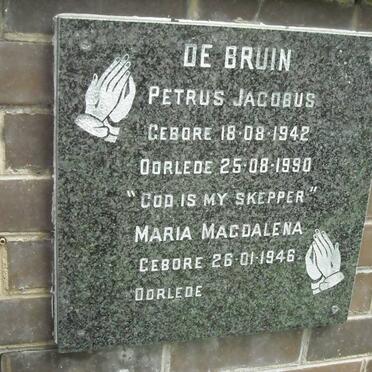 DE BRUIN
PETRUS JACOBUS
GEBORE 18·08·1942
OORLEDE 25·08·1990
"GOD IS MY SKEPPER"
MARIA MAGDALENA
GEBORE 26·01·1946
OORLEDE